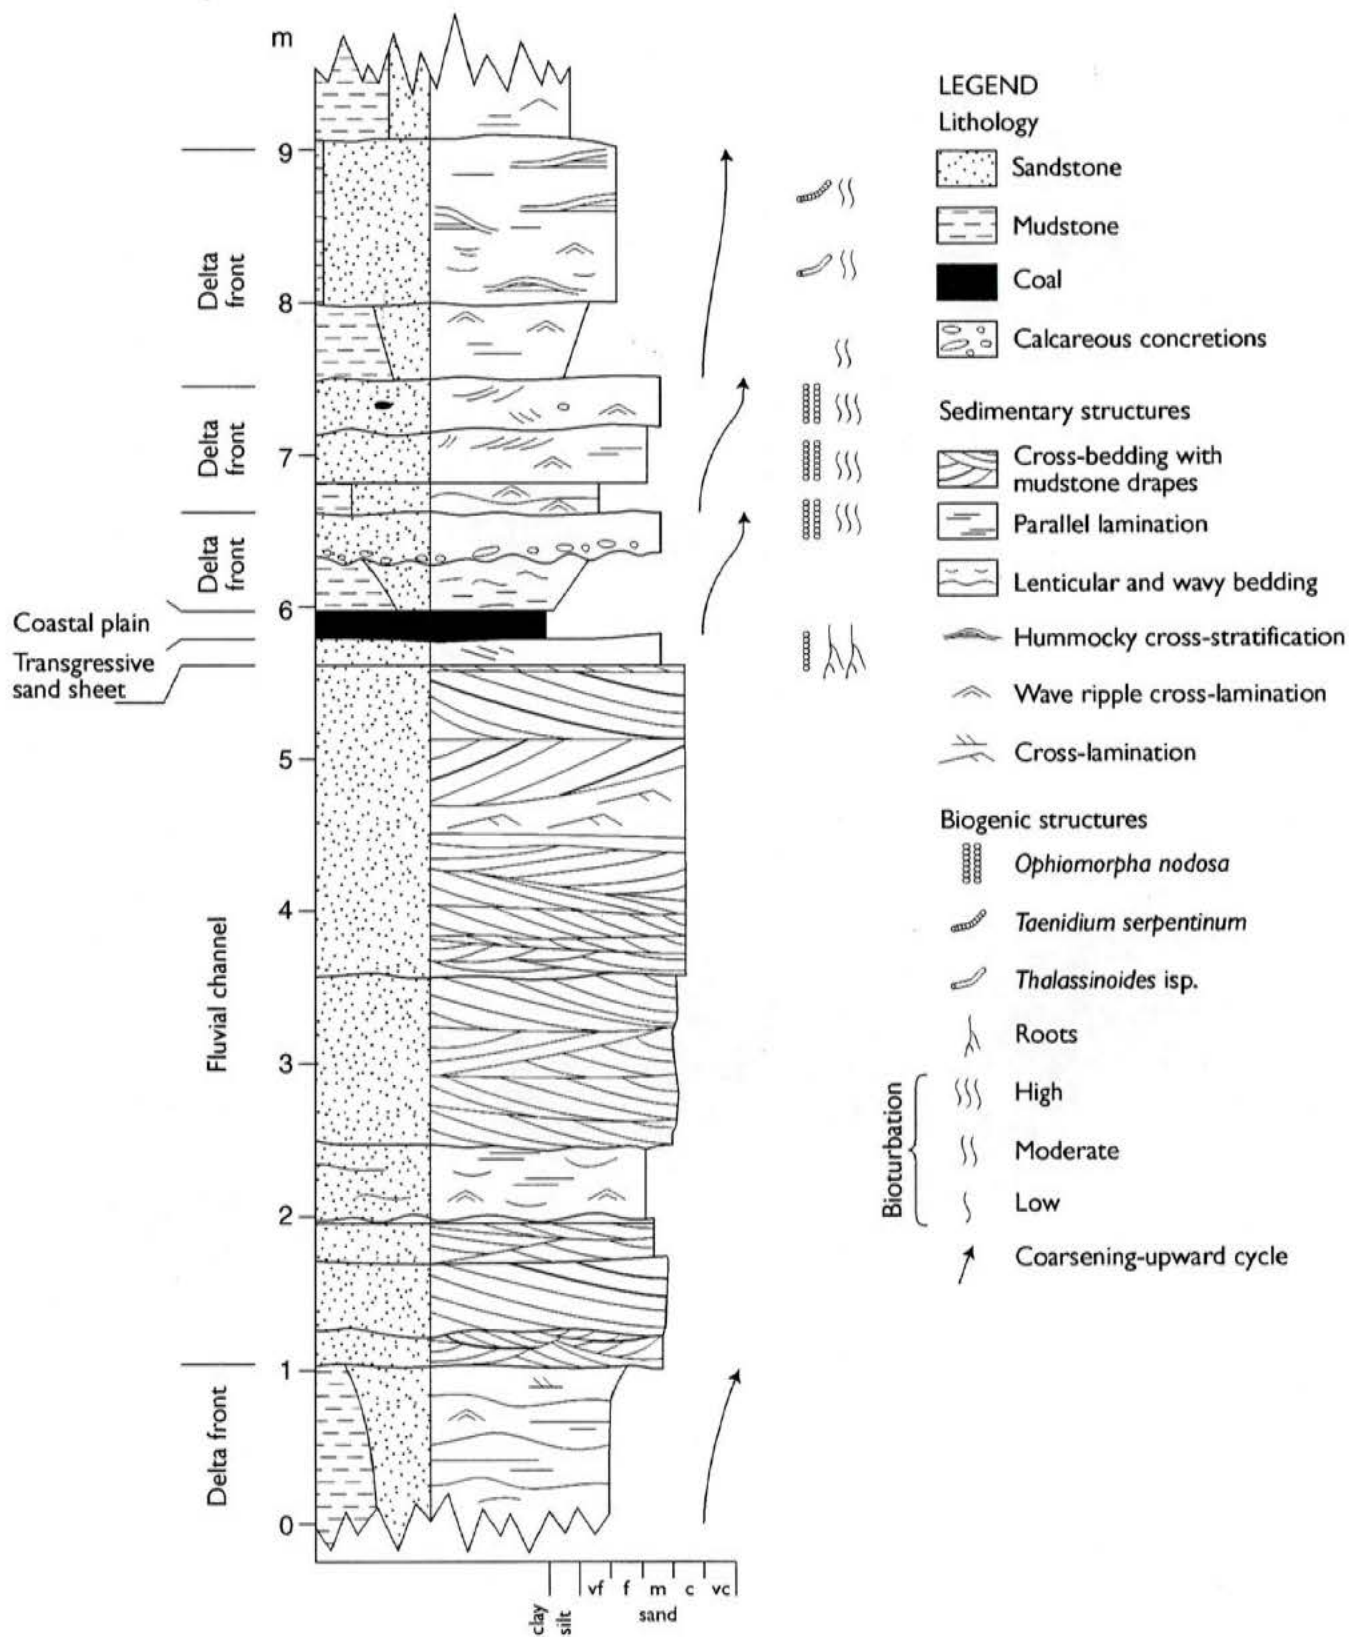 m
9
8
7
6
5
4
3
2
1
0
Delta
front
Delta
front
Delta
front
Coastal plain
Transgressive
sand sheet
Fluvial channel
Delta front
clay
silt
vf
f
m
c
vc
sand
LEGEND
Lithology
Sandstone
Mudstone
Coal
Calcareous concretions
Sedimentary structures
Cross-bedding with
mudstone drapes
Parallel lamination
Lenticular and wavy bedding
Hummocky cross-stratification
Wave ripple cross-lamination
Cross-lamination
Biogenic structures
Ophiomorpha nodosa
Taenidium serpentinum
Thalassinoides isp.
Roots
Bioturbation
High
Moderate
Low
Coarsening-upward cycle